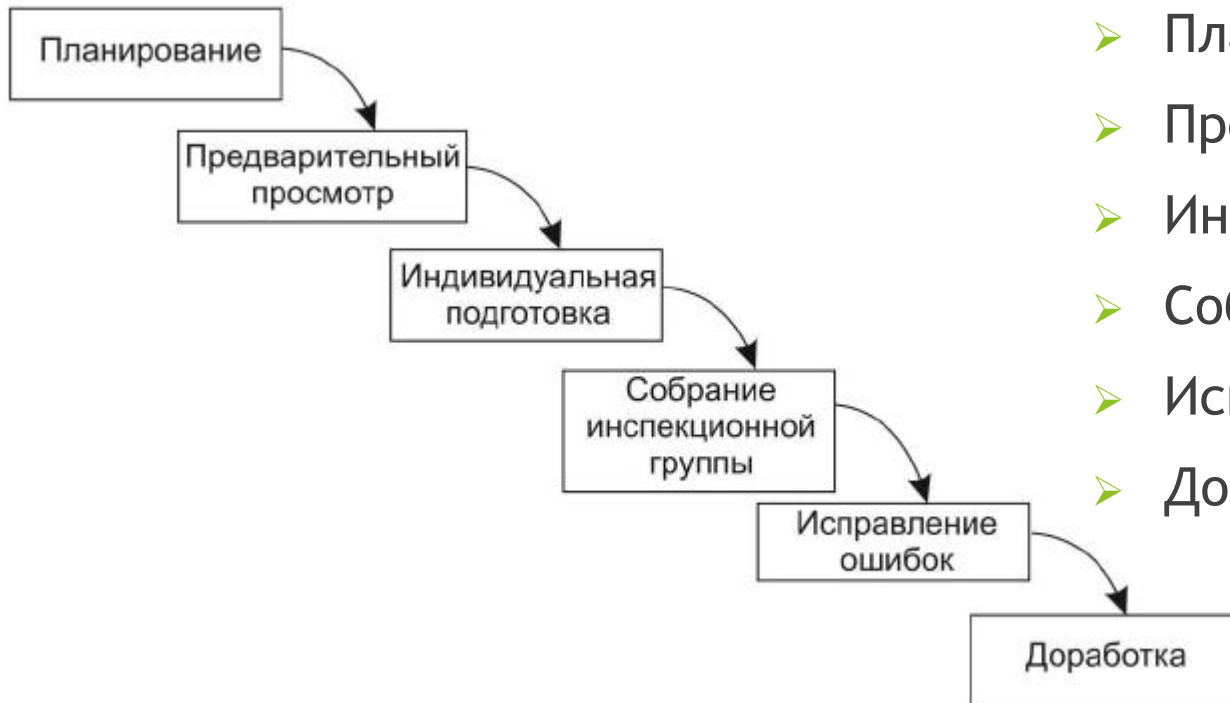 Планирование
Предварительный
просмотр
Индивидуальная
подготовка
Собрание
инспекционной
группы
Исправление
ошибок
Доработка